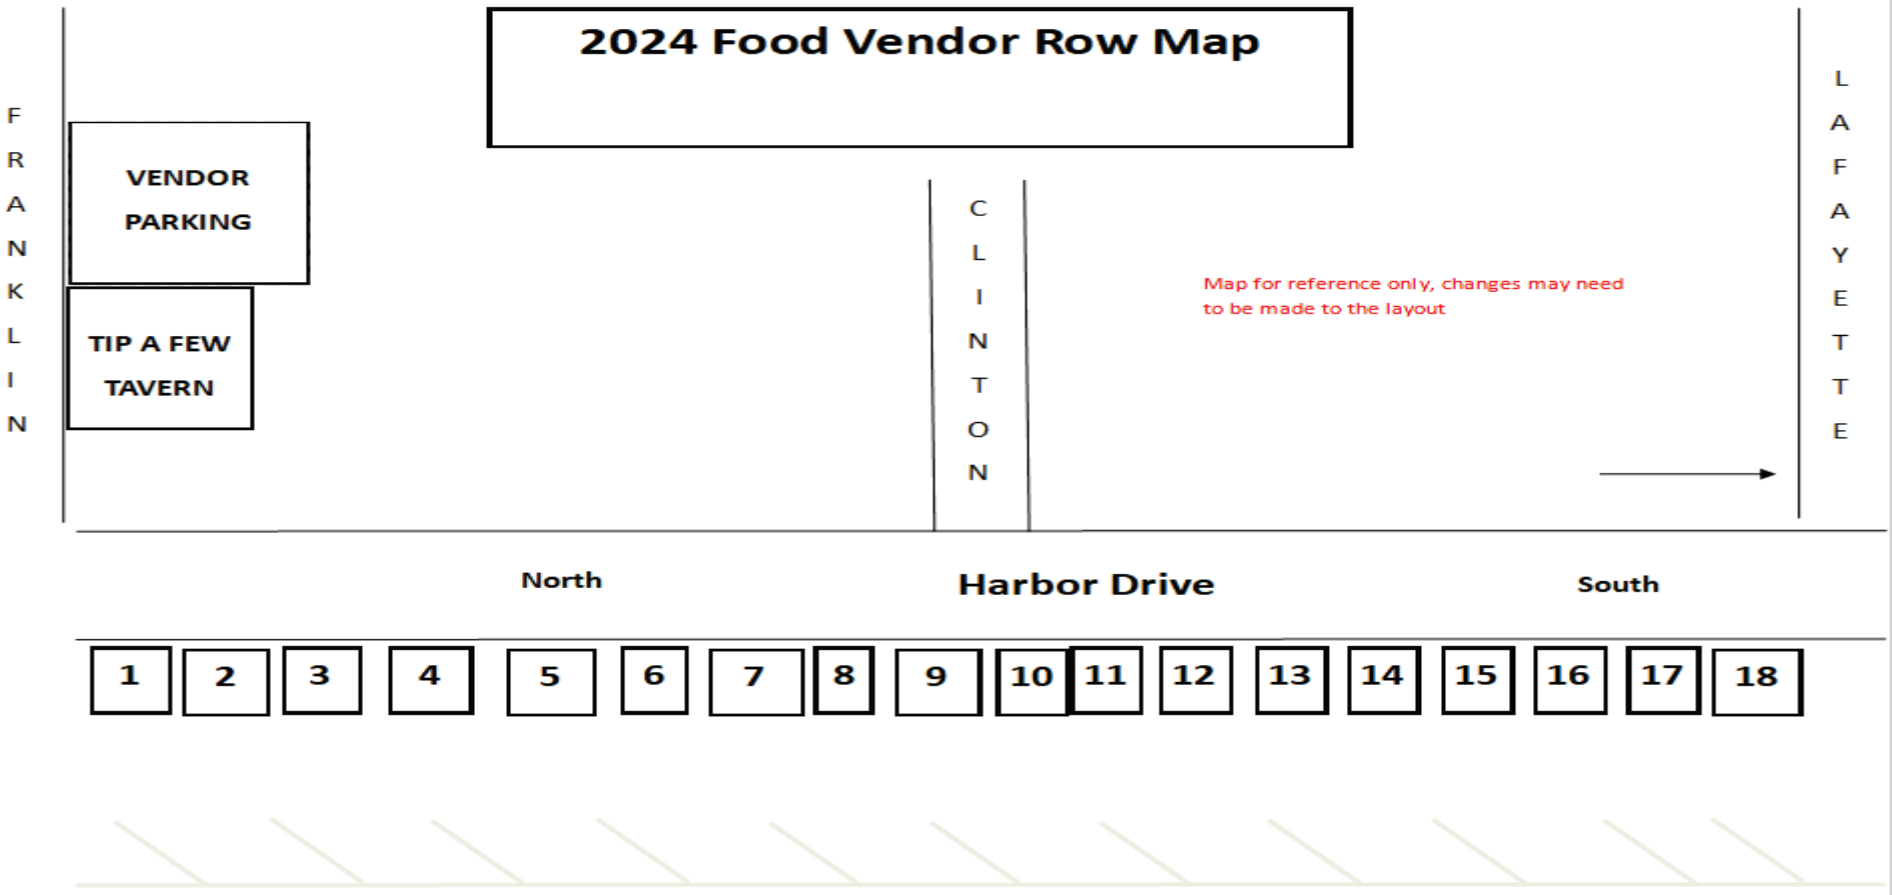 2024 Food Vendor Row Map
FRANKLIN
VENDOR
PARKING
TIP A FEW
TAVERN
CLINTON
Map for reference only, changes may need
to be made to the layout
LAFAYETTE
North Harbor Drive South
1 2 3 4 5 6 7 8 9 10 11 12 13 14 15 16 17 18